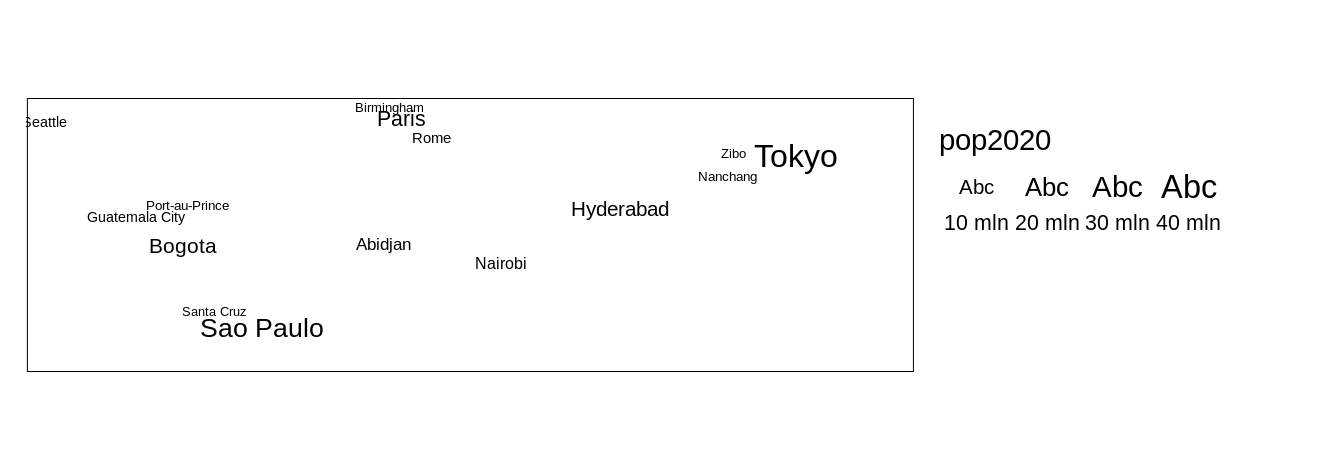 Birmingham
Paris
Seattle
Rome
Zibo
Tokyo
Nanchang
Port-au-Prince
Guatemala City
Hyderabad
Bogota
Abidjan
Nairobi
Santa Cruz
Sao Paulo
pop2020
Abc Abc Abc Abc
10 mln 20 mln 30 mln 40 mln